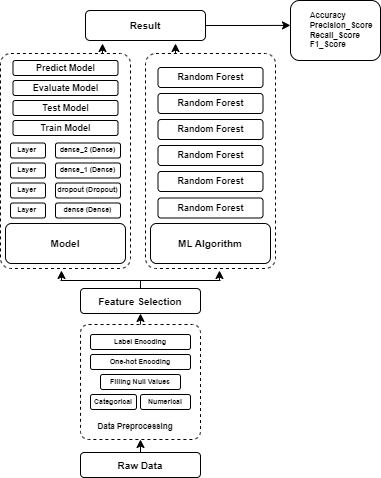 Result
Accuracy
Precision_Score
Recall_Score
F1_Score
Predict Model
Evaluate Model
Test Model
Train Model
Layer dense_2 (Dense)
Layer dense_1 (Dense)
Layer dropout (Dropout)
Layer dense (Dense)
Model
Random Forest
Random Forest
Random Forest
Random Forest
Random Forest
Random Forest
ML Algorithm
Feature Selection
Label Encoding
One-hot Encoding
Filling Null Values
Categorical Numerical
Data Preprocessing
Raw Data